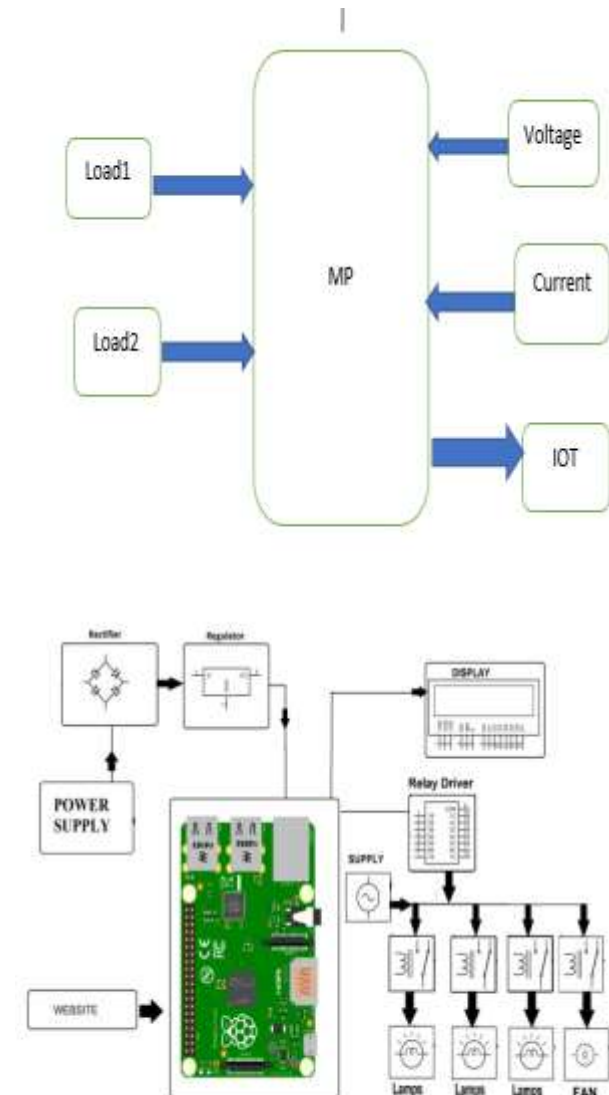 Load1
Load2
MP
Voltage
Current
IOT
Rectifier
Regulator
DISPLAY
POWER
SUPPLY
Relay Driver
SUPPLY
WEBSITE
Lamps
Lamps
Lamps
FAN